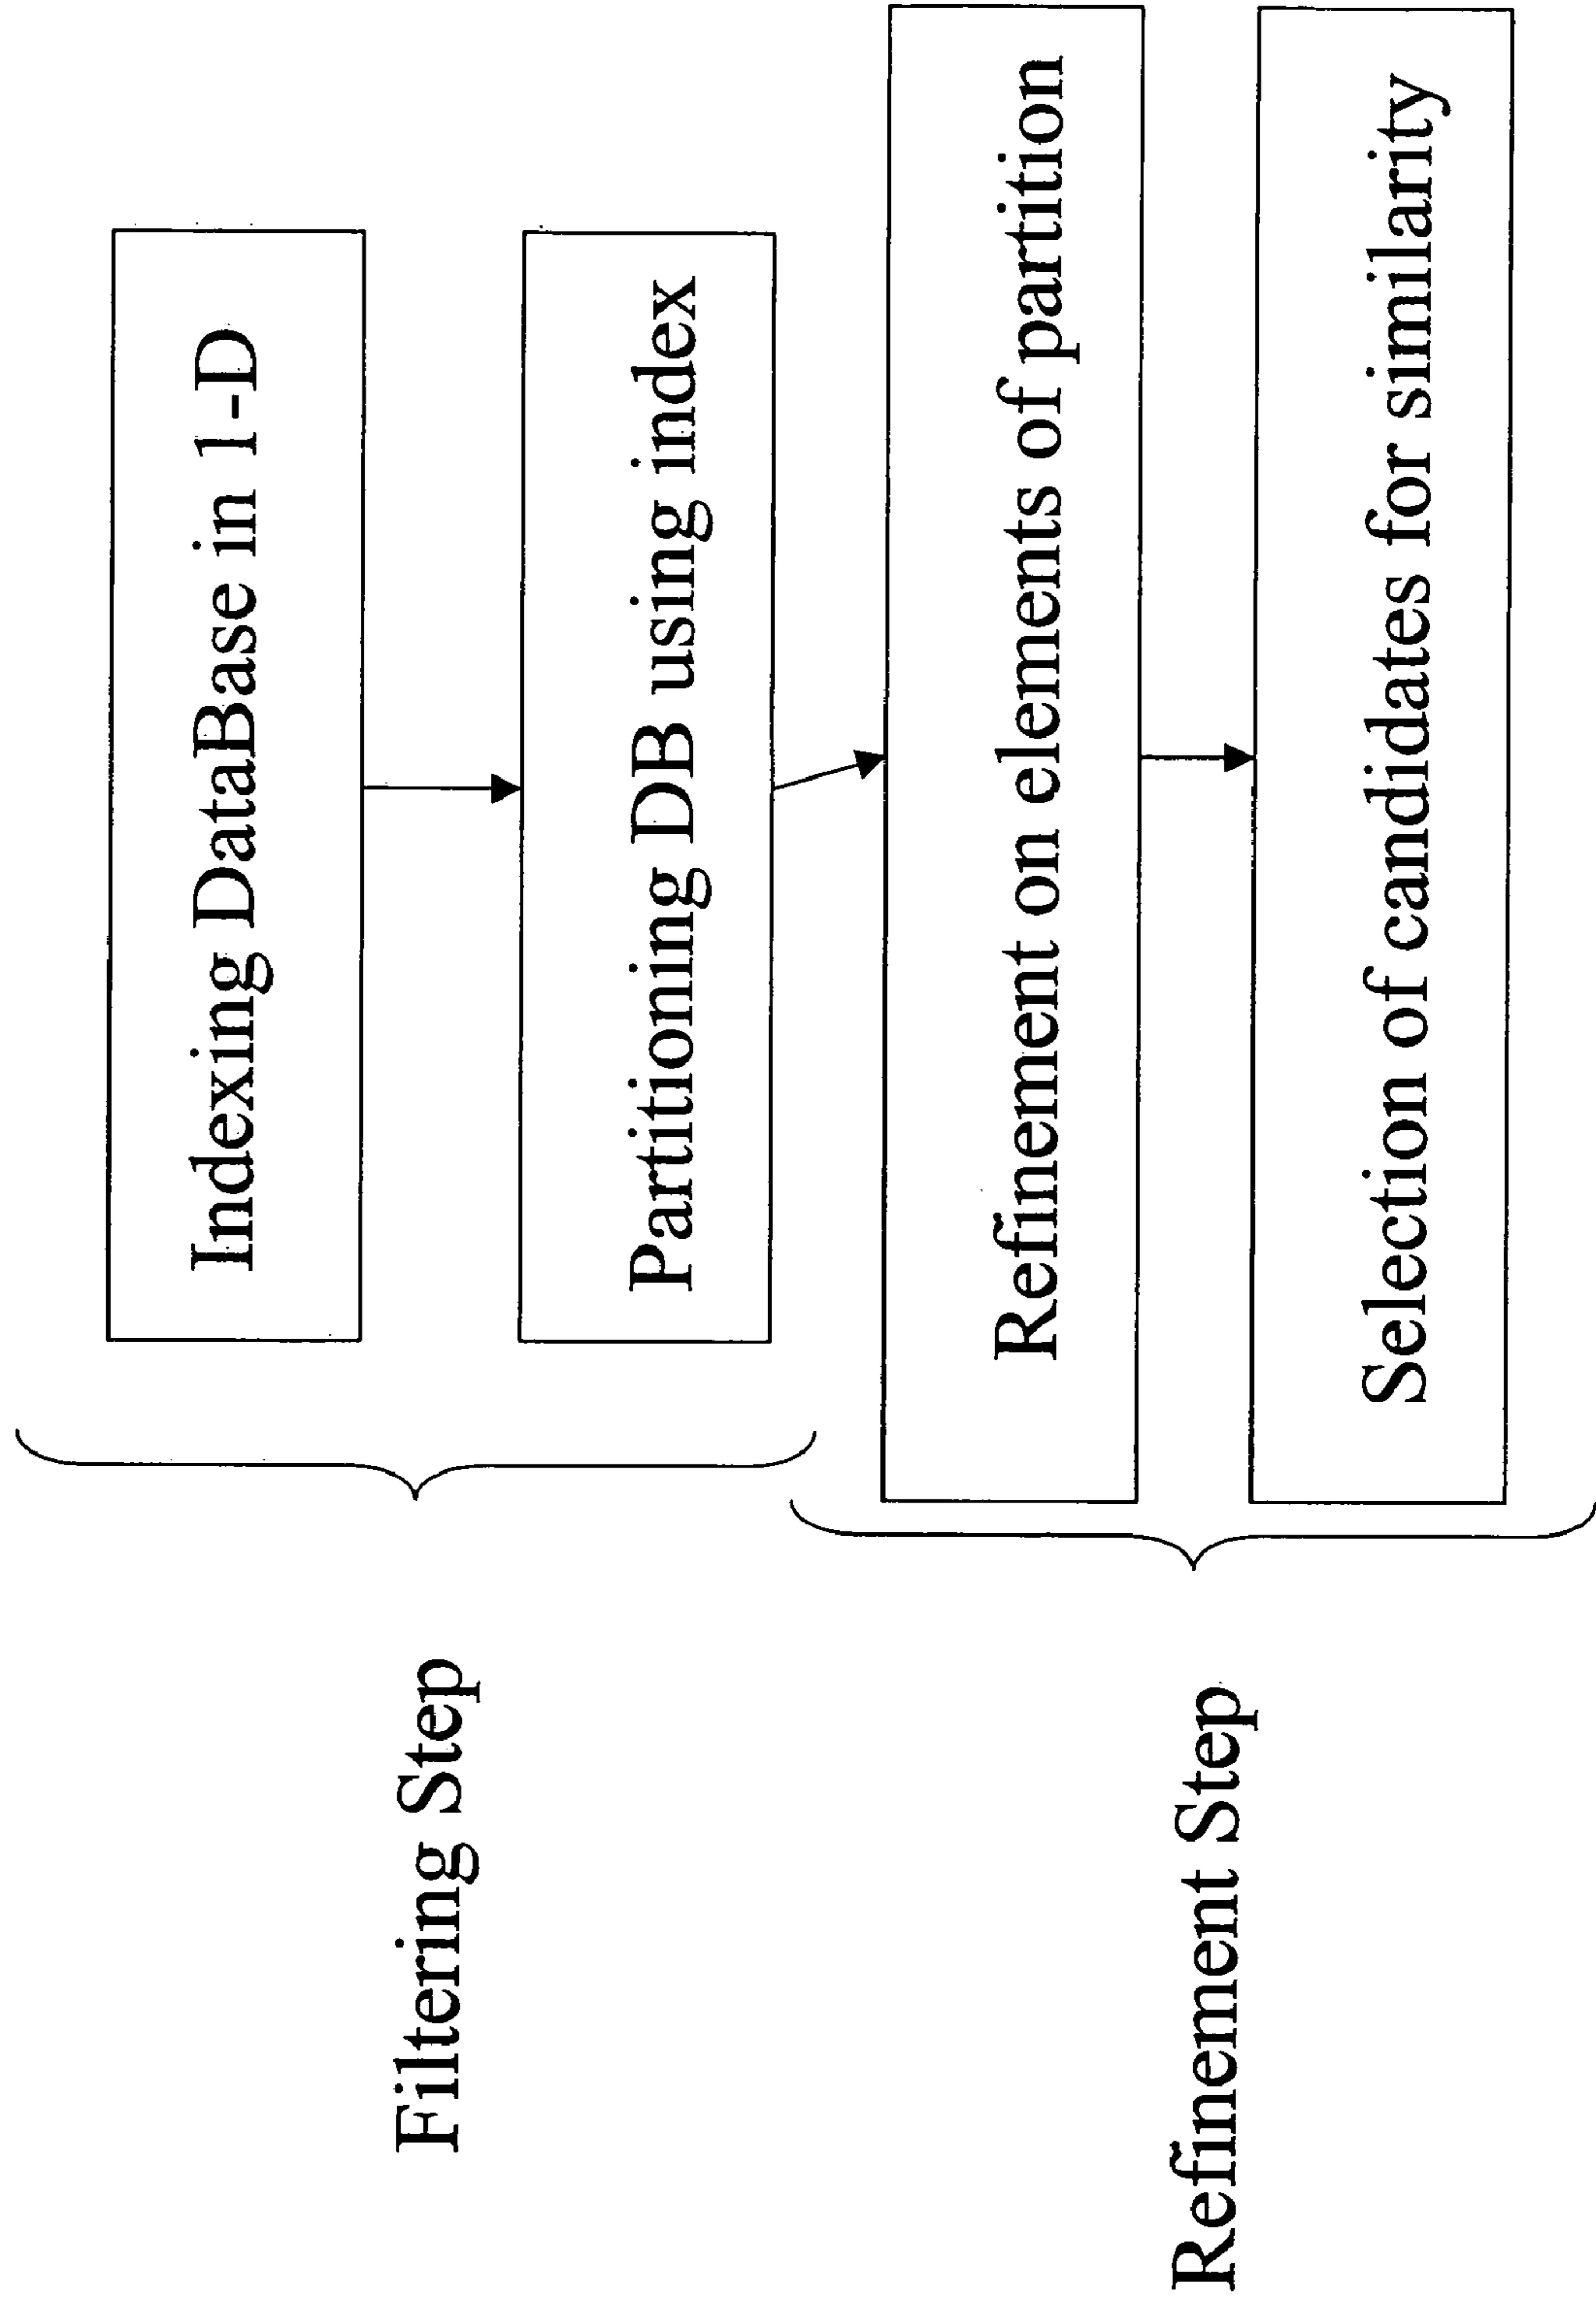 Filtering Step
Indexing DataBase in 1-D
Partitioning DB using index
Refinement Step
Refinement on elements of partition
Selection of candidates for similarity